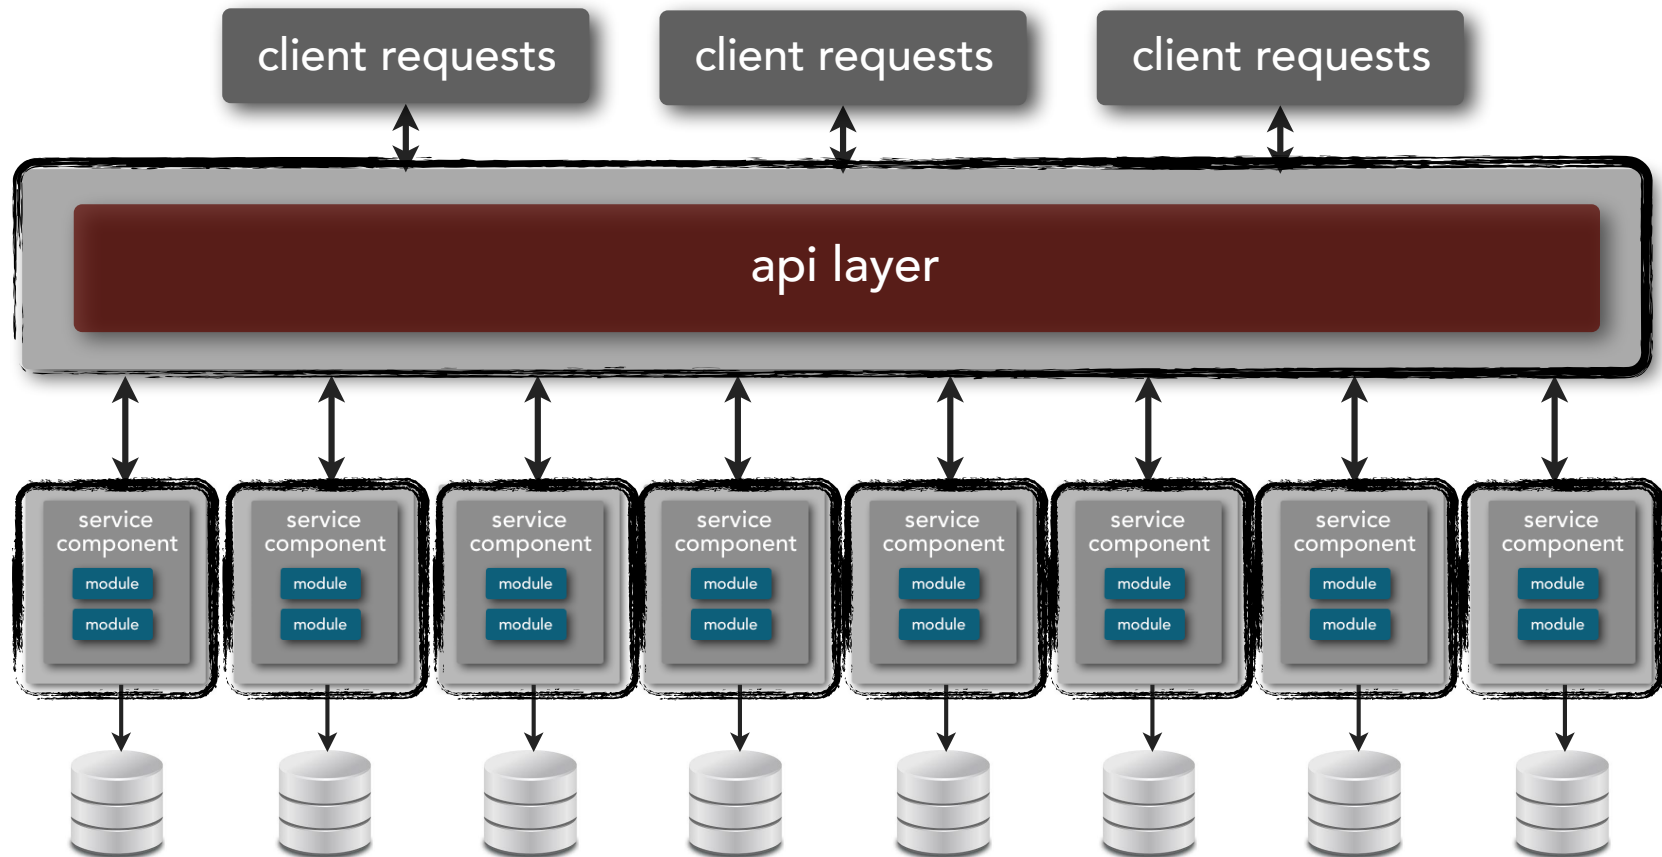 client requests
client requests
client requests
api layer
service
component
module
module
service
component
module
module
service
component
module
module
service
component
module
module
service
component
module
module
service
component
module
module
service
component
module
module
service
component
module
module